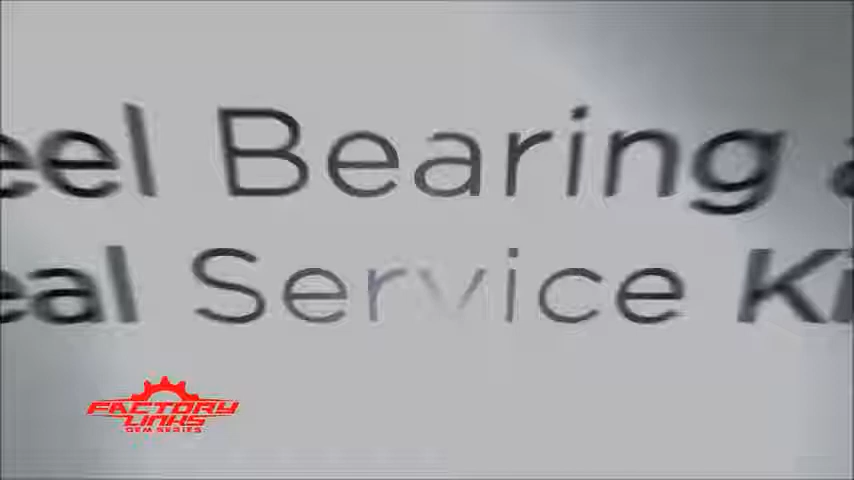 eel Bearing a
eal Service Ki
FACTORY
LINKS
OEM SERIES